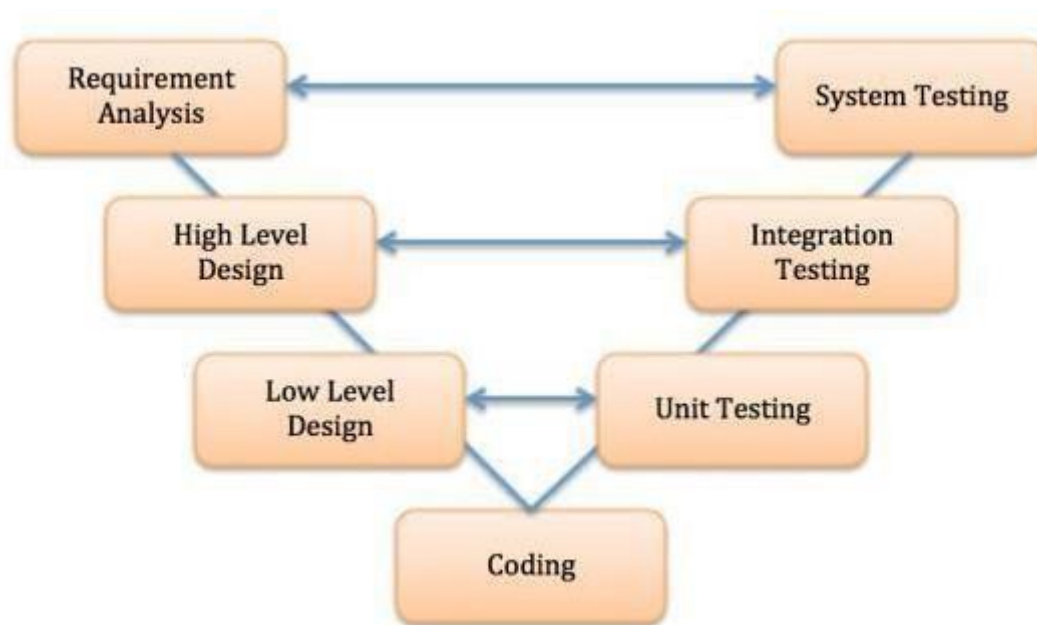 Requirement
Analysis
System Testing
High Level
Design
Integration
Testing
Low Level
Design
Unit Testing
Coding